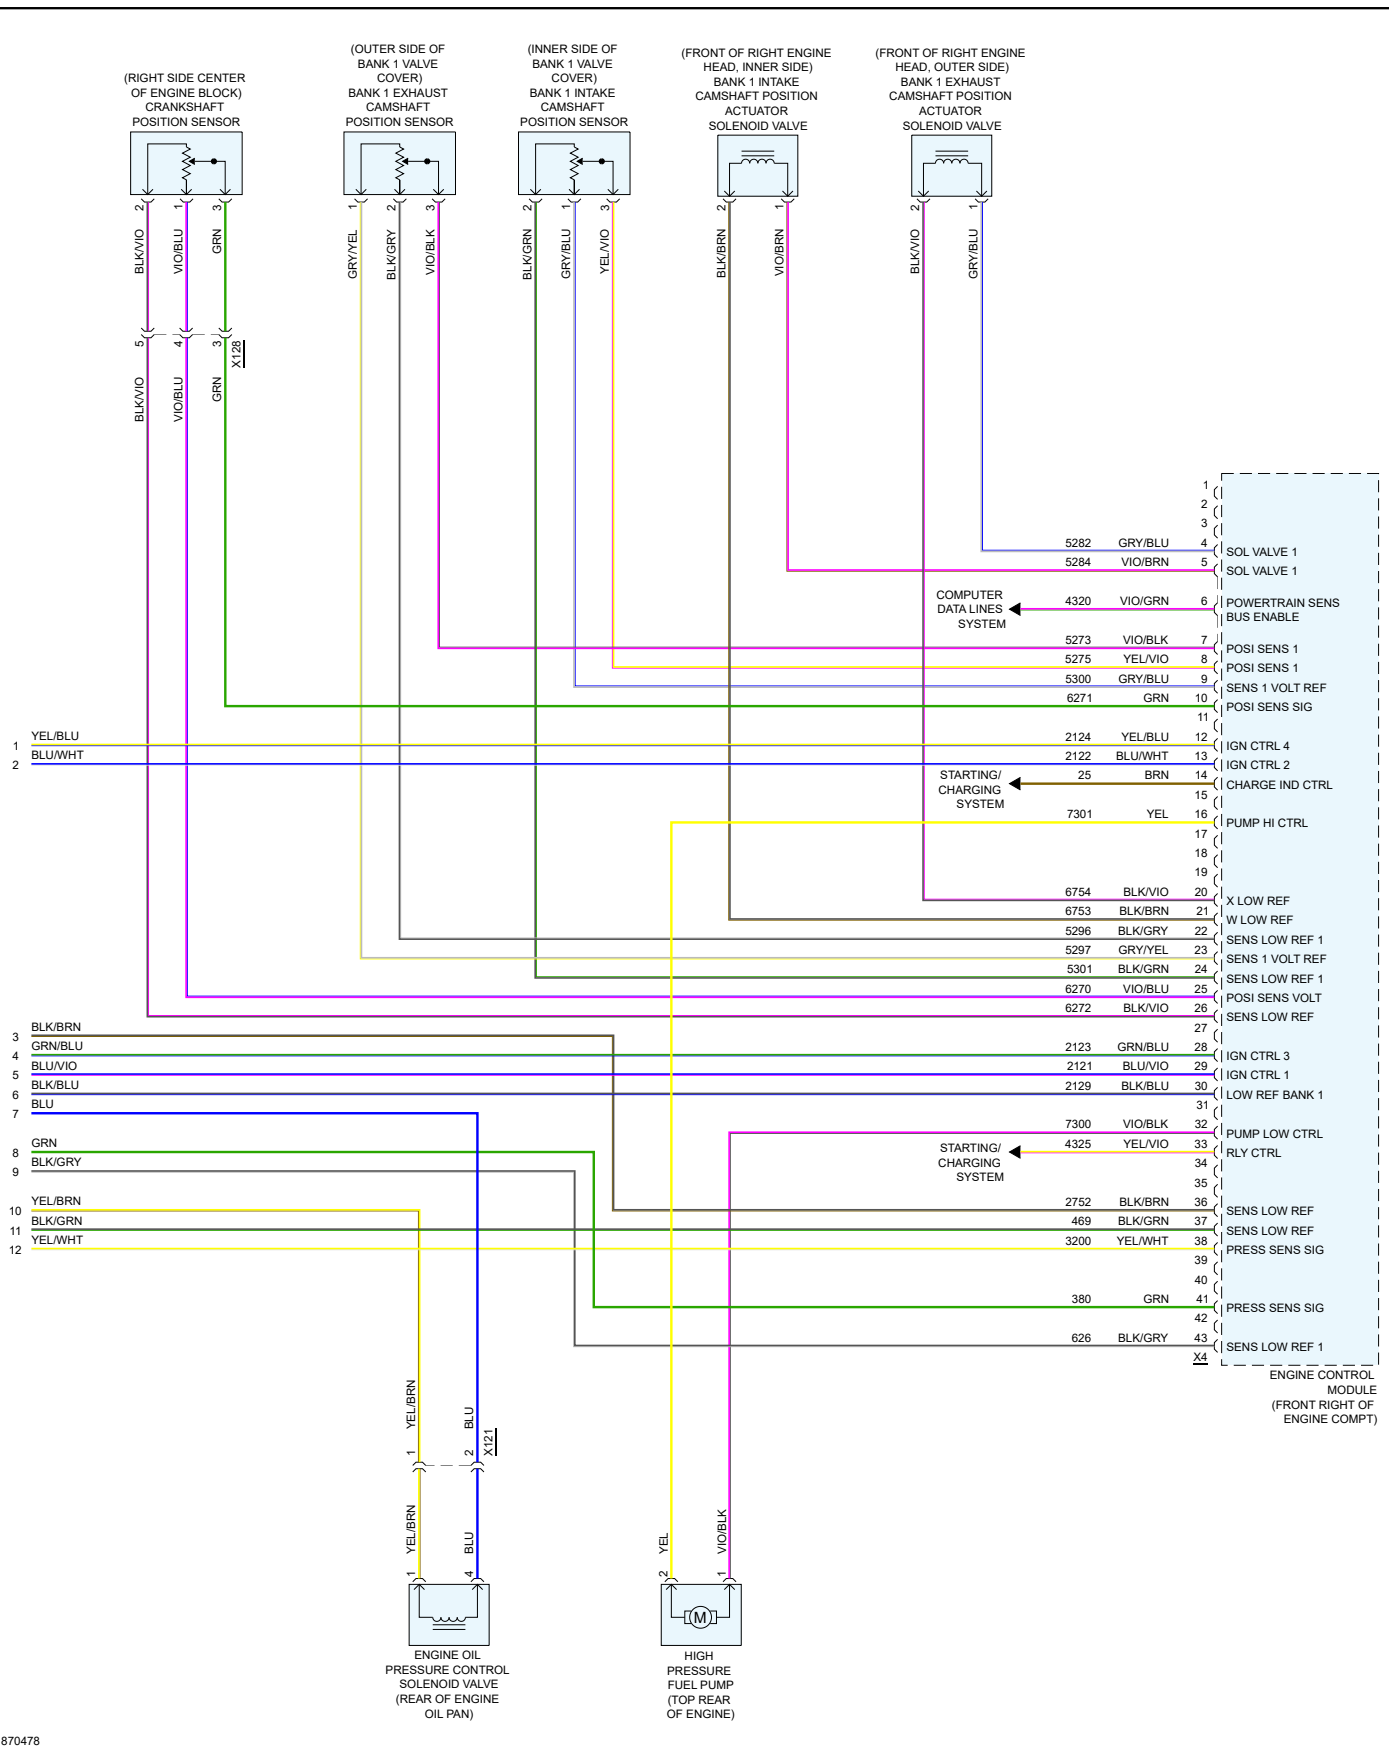 (RIGHT SIDE CENTER
OF ENGINE BLOCK)
CRANKSHAFT
POSITION SENSOR
(OUTER SIDE OF
BANK 1 VALVE
COVER)
BANK 1 EXHAUST
CAMSHAFT
POSITION SENSOR
(INNER SIDE OF
BANK 1 VALVE
COVER)
BANK 1 INTAKE
CAMSHAFT
POSITION SENSOR
(FRONT OF RIGHT ENGINE
HEAD, INNER SIDE)
BANK 1 INTAKE
CAMSHAFT POSITION
ACTUATOR
SOLENOID VALVE
(FRONT OF RIGHT ENGINE
HEAD, OUTER SIDE)
BANK 1 EXHAUST
CAMSHAFT POSITION
ACTUATOR
SOLENOID VALVE
2 1 3
1 2 3
2 1 3
2 1
2 1
BLK/VIO
VIO/BLU
GRN
GRY/YEL
BLK/GRY
VIO/BLK
BLK/GRN
GRY/BLU
YEL/VIO
BLK/BRN
VIO/BRN
BLK/VIO
GRY/BLU
5 4 3
X128
BLK/VIO
VIO/BLU
GRN
1
2
3
5282 GRY/BLU 4 SOL VALVE 1
5284 VIO/BRN 5 SOL VALVE 1
COMPUTER
DATA LINES
SYSTEM
4320 VIO/GRN 6 POWERTRAIN SENS
BUS ENABLE
5273 VIO/BLK 7 POSI SENS 1
5275 YEL/VIO 8 POSI SENS 1
5300 GRY/BLU 9 SENS 1 VOLT REF
6271 GRN 10 POSI SENS SIG
11
1 YEL/BLU 2124 YEL/BLU 12 IGN CTRL 4
2 BLU/WHT 2122 BLU/WHT 13 IGN CTRL 2
STARTING/
CHARGING
SYSTEM
25 BRN 14 CHARGE IND CTRL
15
7301 YEL 16 PUMP HI CTRL
17
18
19
6754 BLK/VIO 20 X LOW REF
6753 BLK/BRN 21 W LOW REF
5296 BLK/GRY 22 SENS LOW REF 1
5297 GRY/YEL 23 SENS 1 VOLT REF
5301 BLK/GRN 24 SENS LOW REF 1
6270 VIO/BLU 25 POSI SENS VOLT
6272 BLK/VIO 26 SENS LOW REF
27
3 BLK/BRN
4 GRN/BLU 2123 GRN/BLU 28 IGN CTRL 3
5 BLU/VIO 2121 BLU/VIO 29 IGN CTRL 1
6 BLK/BLU 2129 BLK/BLU 30 LOW REF BANK 1
7 BLU
31
7300 VIO/BLK 32 PUMP LOW CTRL
8 GRN
STARTING/
CHARGING
SYSTEM
4325 YEL/VIO 33 RLY CTRL
9 BLK/GRY
34
35
10 YEL/BRN
2752 BLK/BRN 36 SENS LOW REF
11 BLK/GRN 469 BLK/GRN 37 SENS LOW REF
12 YEL/WHT 3200 YEL/WHT 38 PRESS SENS SIG
39
40
380 GRN 41 PRESS SENS SIG
42
626 BLK/GRY 43 SENS LOW REF 1
X4
ENGINE CONTROL
MODULE
(FRONT RIGHT OF
ENGINE COMPT)
YEL/BRN
BLU
1 2
X121
YEL/BRN
BLU
YEL
VIO/BLK
1 4
2 1
M
ENGINE OIL
PRESSURE CONTROL
SOLENOID VALVE
(REAR OF ENGINE
OIL PAN)
HIGH
PRESSURE
FUEL PUMP
(TOP REAR
OF ENGINE)
870478